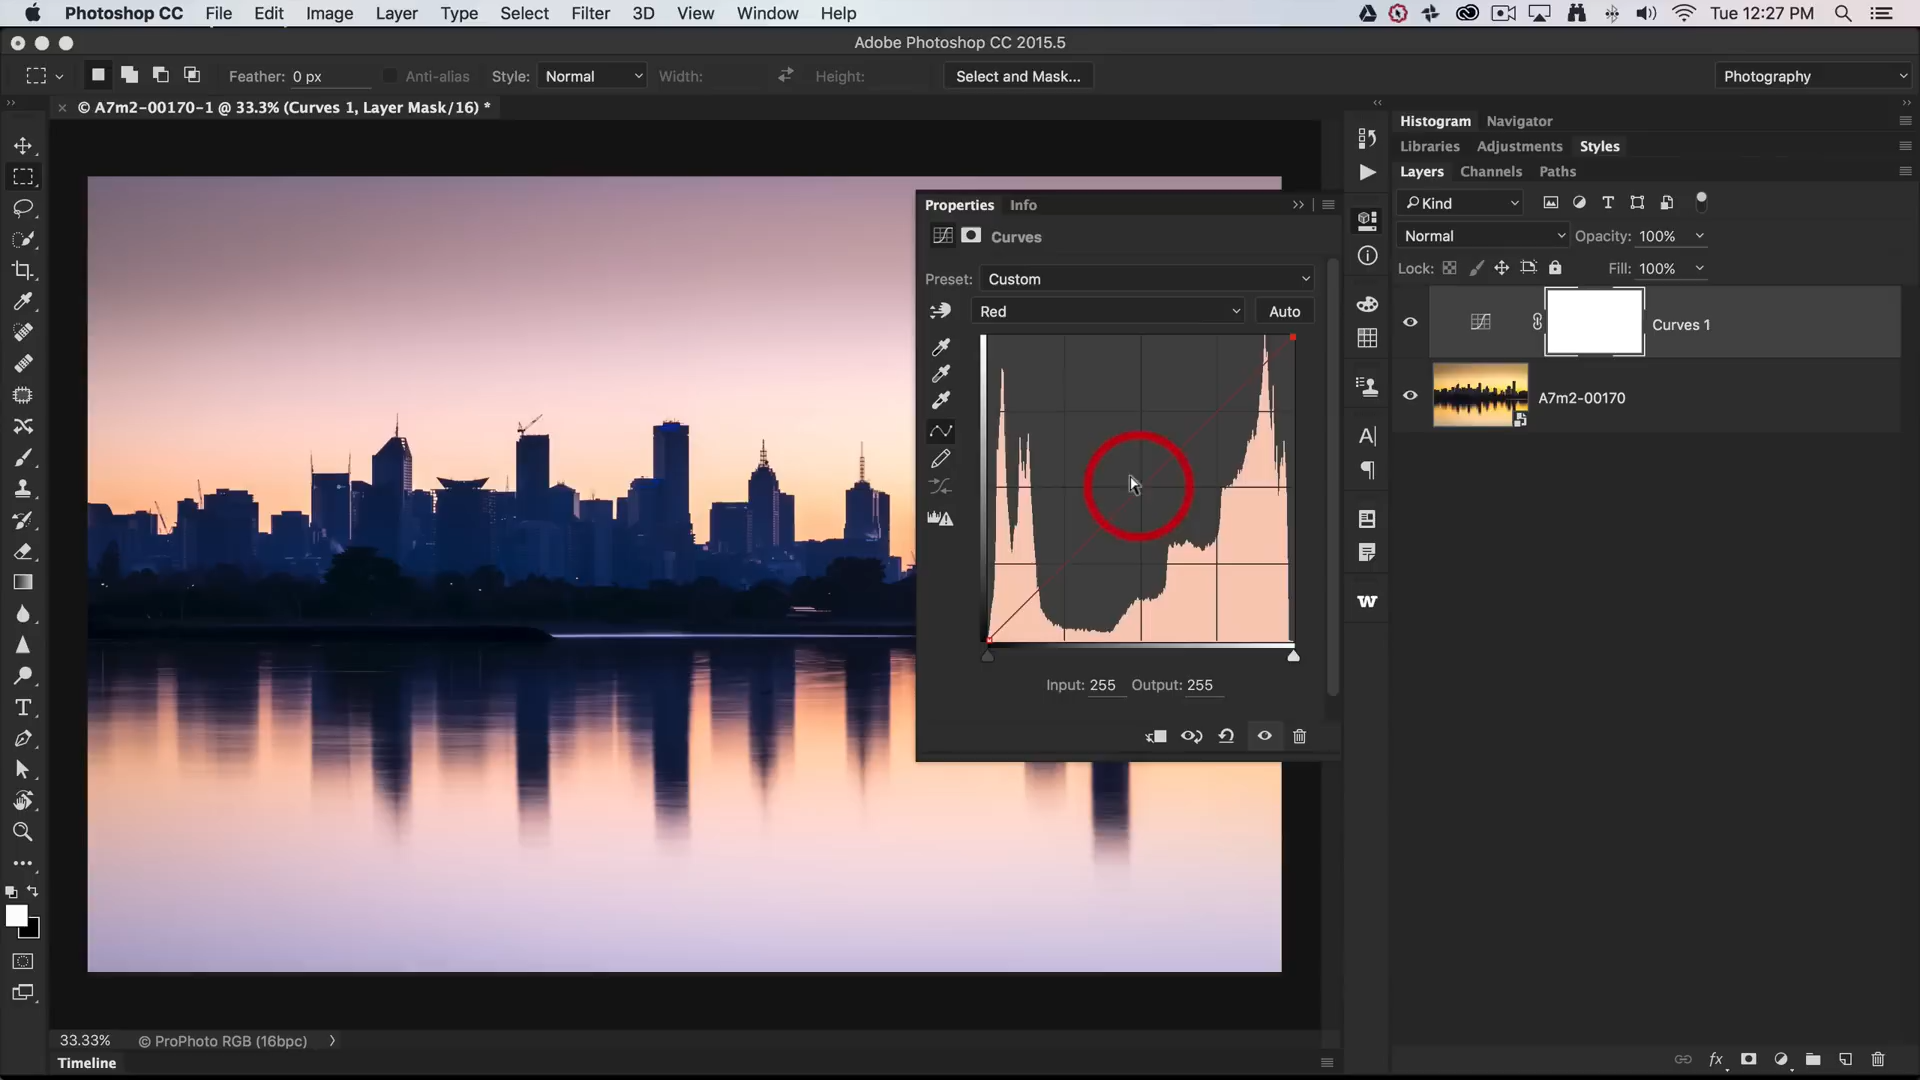 Photoshop CC File Edit Image Layer Type Select Filter 3D View Window Help Tue 12:27 PM
Adobe Photoshop CC 2015.5
Feather: 0 px Anti-alias Style: Normal Width: Height: Select and Mask... Photography
© A7m2-00170-1 @ 33.3% (Curves 1, Layer Mask/16) *
Histogram Navigator
Libraries Adjustments Styles
Layers Channels Paths
Kind
Normal Opacity: 100%
Lock: Fill: 100%
Curves 1
A7m2-00170
Properties Info
Curves
Preset: Custom
Red Auto
Input: 255 Output: 255
33.33% © ProPhoto RGB (16bpc)
Timeline